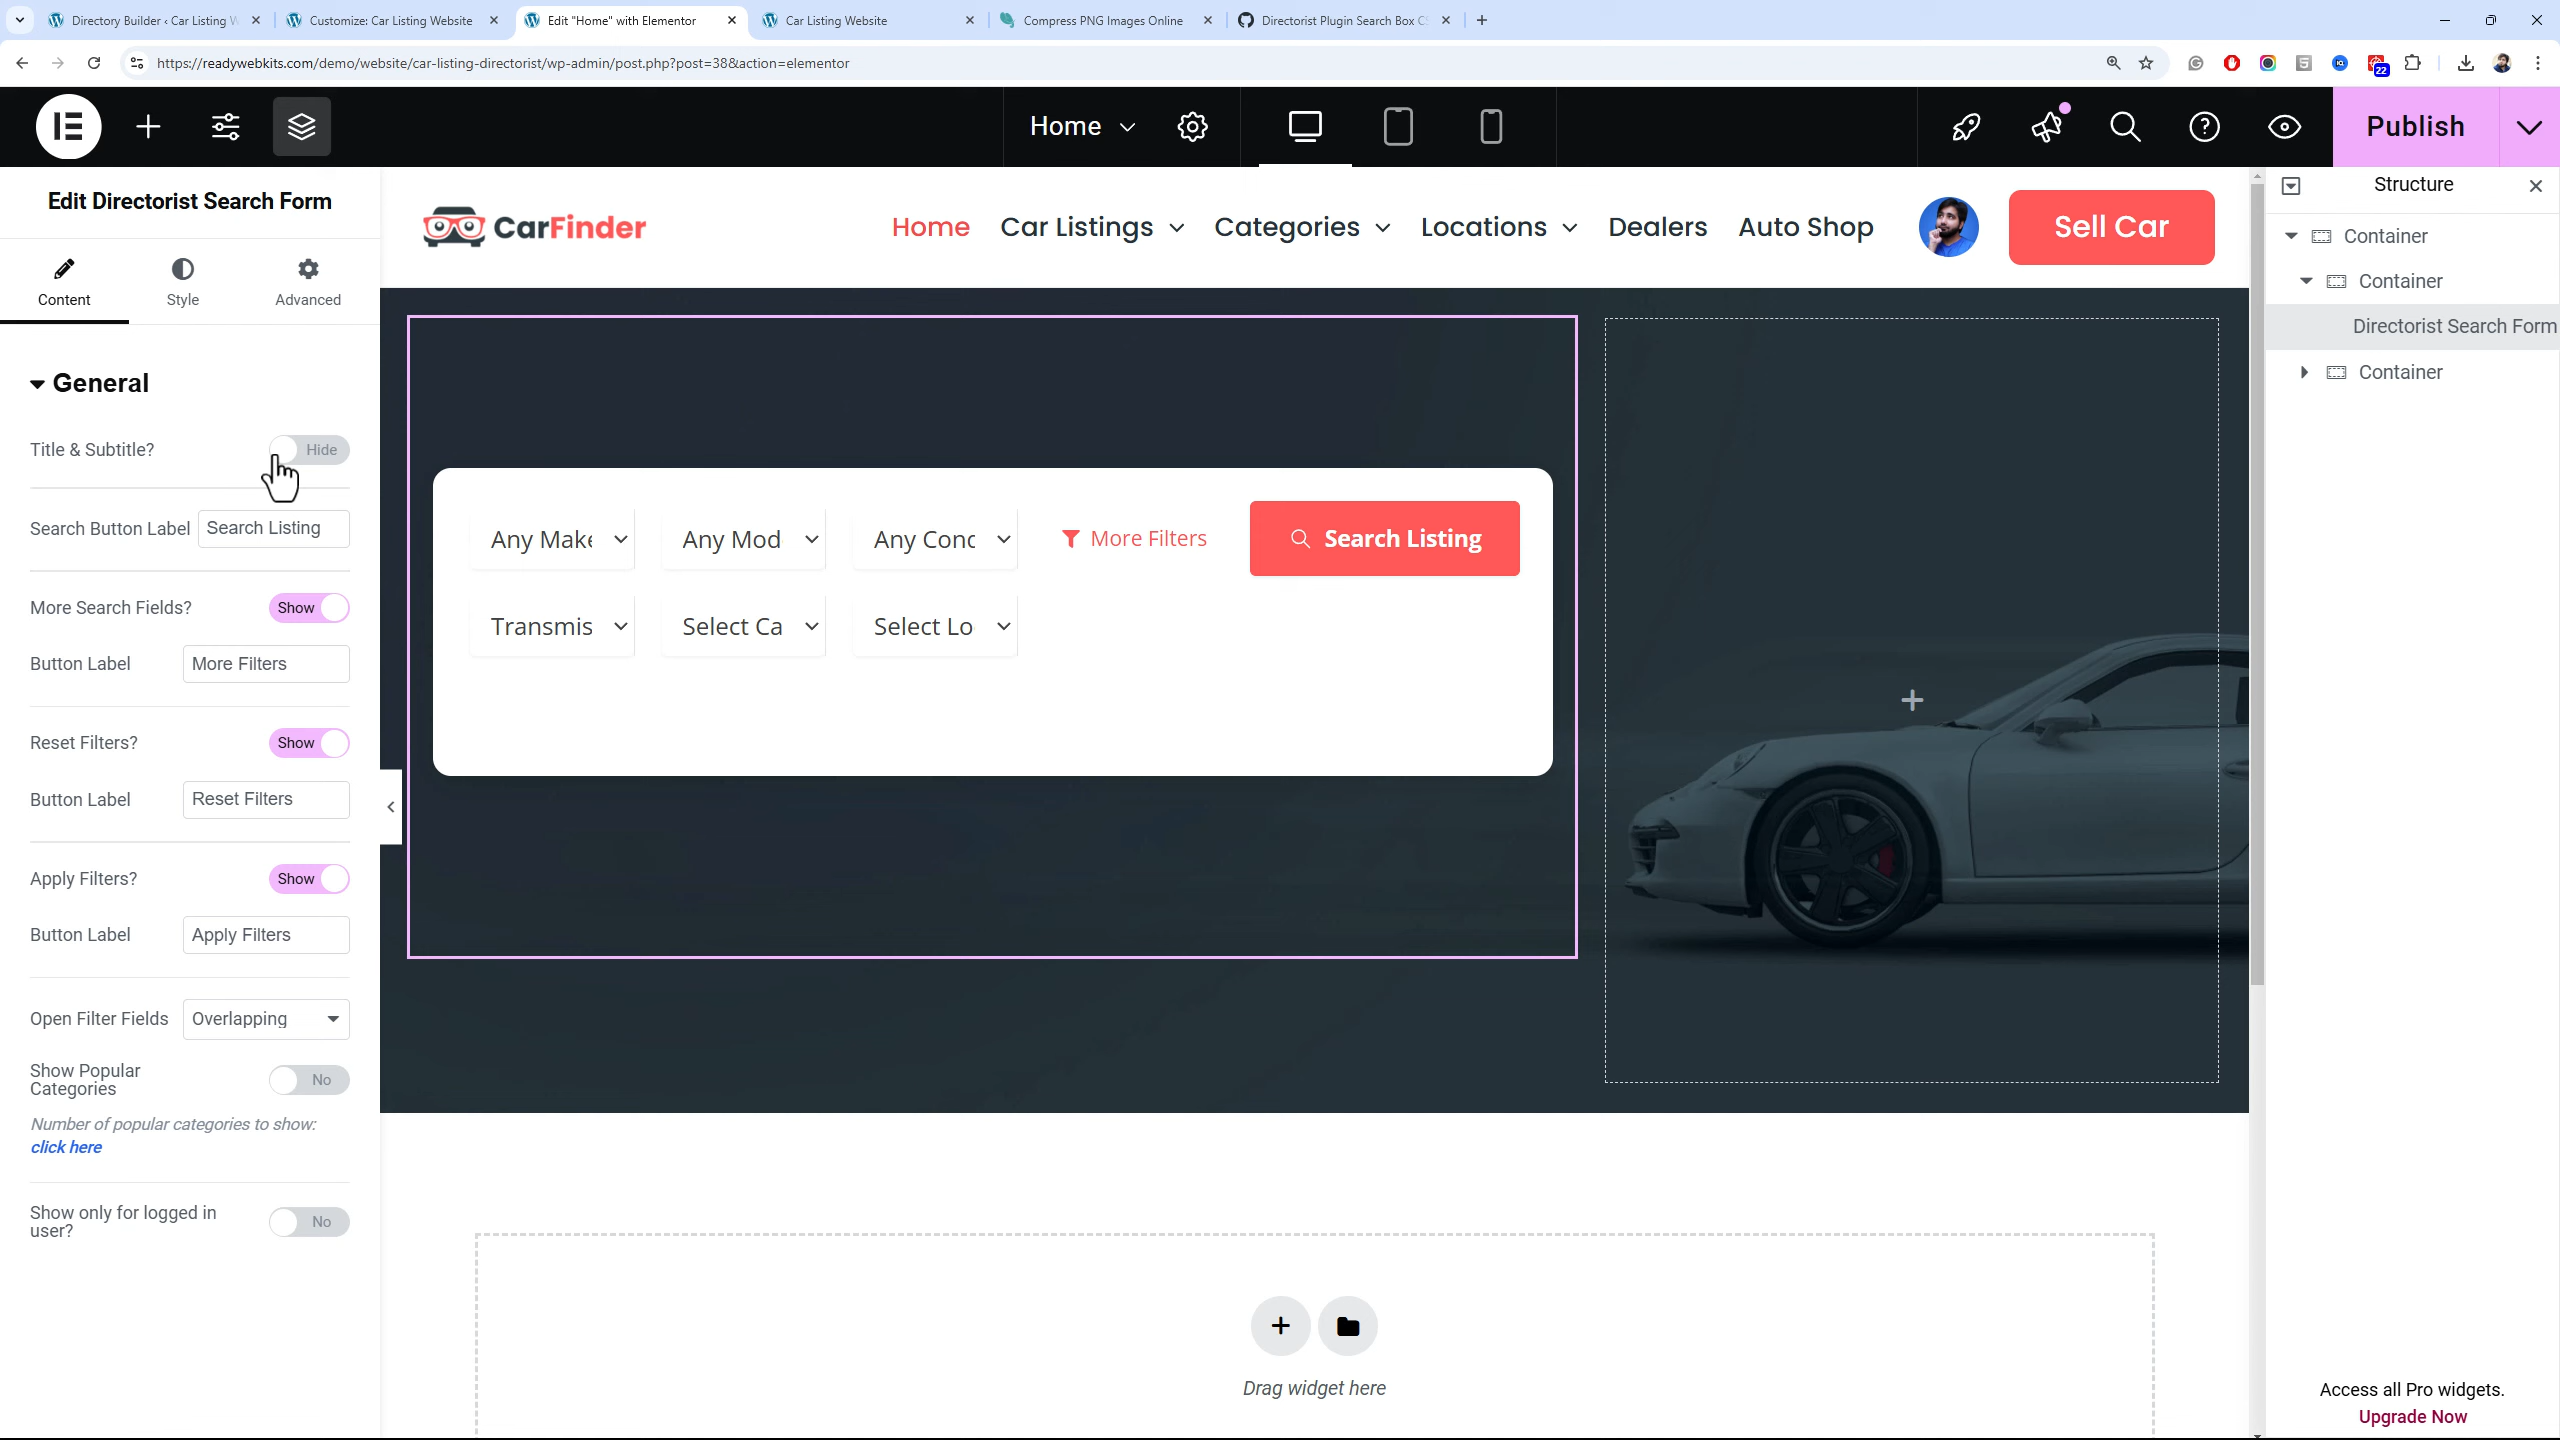 Directory Builder ‹ Car Listing W
Customize: Car Listing Website
Edit "Home" with Elementor
Car Listing Website
Compress PNG Images Online
Directorist Plugin Search Box CS
https://readywebkits.com/demo/website/car-listing-directorist/wp-admin/post.php?post=38&action=elementor
22
Home
Publish
Edit Directorist Search Form
Content
Style
Advanced
General
Title & Subtitle?
Hide
Search Button Label
Search Listing
More Search Fields?
Show
Button Label
More Filters
Reset Filters?
Show
Button Label
Reset Filters
Apply Filters?
Show
Button Label
Apply Filters
Open Filter Fields
Overlapping
Show Popular
Categories
No
Number of popular categories to show:
click here
Show only for logged in
user?
No
CarFinder
Home
Car Listings
Categories
Locations
Dealers
Auto Shop
Sell Car
Any Make
Any Mod
Any Conc
More Filters
Search Listing
Transmis
Select Ca
Select Lo
Drag widget here
Structure
Container
Container
Directorist Search Form
Container
Access all Pro widgets.
Upgrade Now